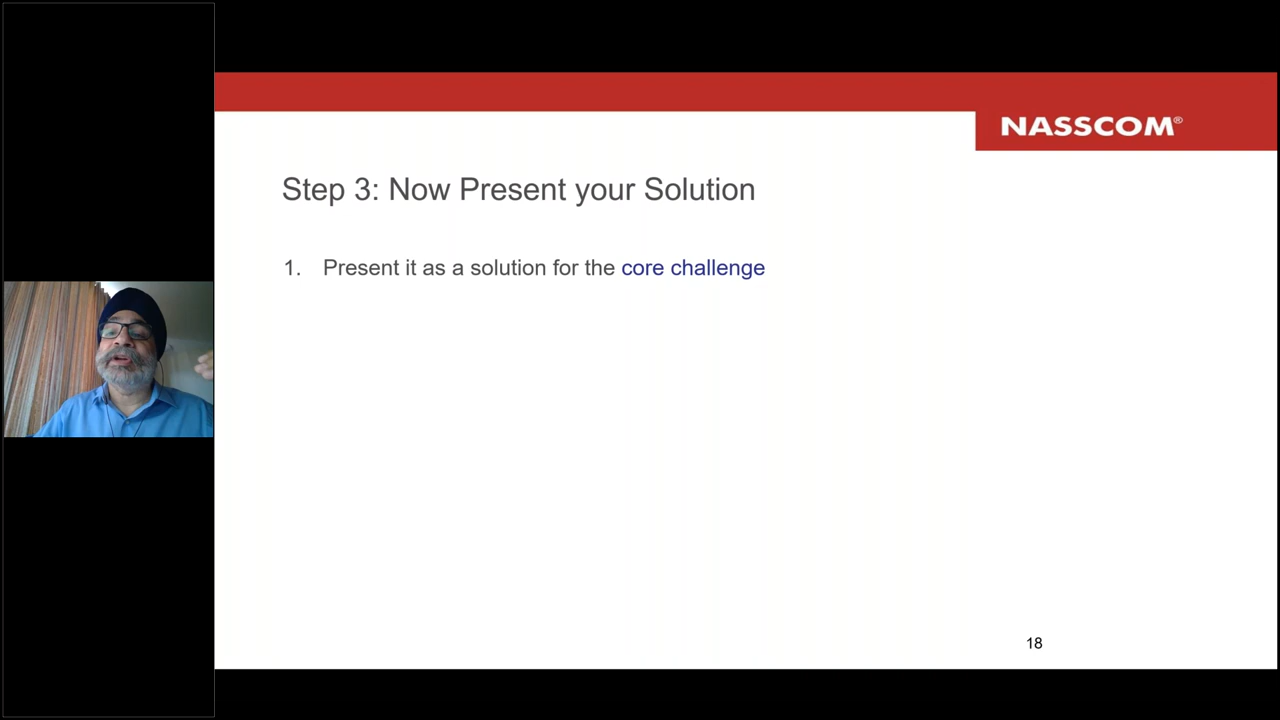 NASSCOM®
Step 3: Now Present your Solution
1. Present it as a solution for the core challenge
18